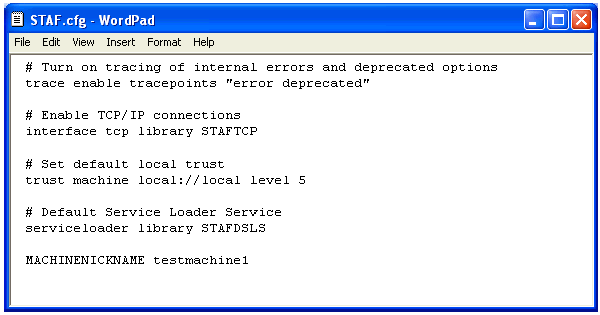 STAF.cfg - WordPad
File Edit View Insert Format Help
# Turn on tracing of internal errors and deprecated options
trace enable tracepoints "error deprecated"
# Enable TCP/IP connections
interface tcp library STAFTCP
# Set default local trust
trust machine local://local level 5
# Default Service Loader Service
serviceloader library STAFDSLS
MACHINENICKNAME testmachine1